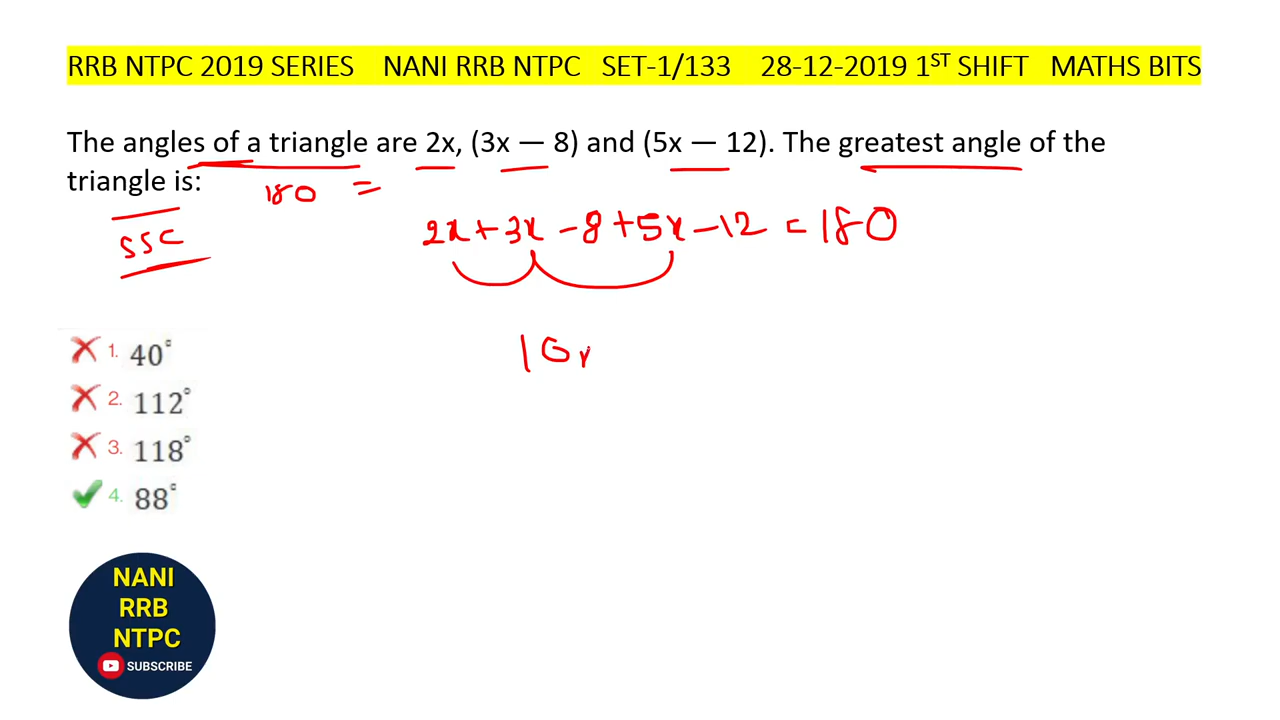 RRB NTPC 2019 SERIES NANI RRB NTPC SET-1/133 28-12-2019 1ST SHIFT MATHS BITS
The angles of a triangle are 2x, (3x — 8) and (5x — 12). The greatest angle of the
triangle is:
180 =
SSC
2x + 3x - 8 + 5x - 12 = 180
10x
1. 40°
2. 112°
3. 118°
4. 88°
NANI
RRB
NTPC
SUBSCRIBE